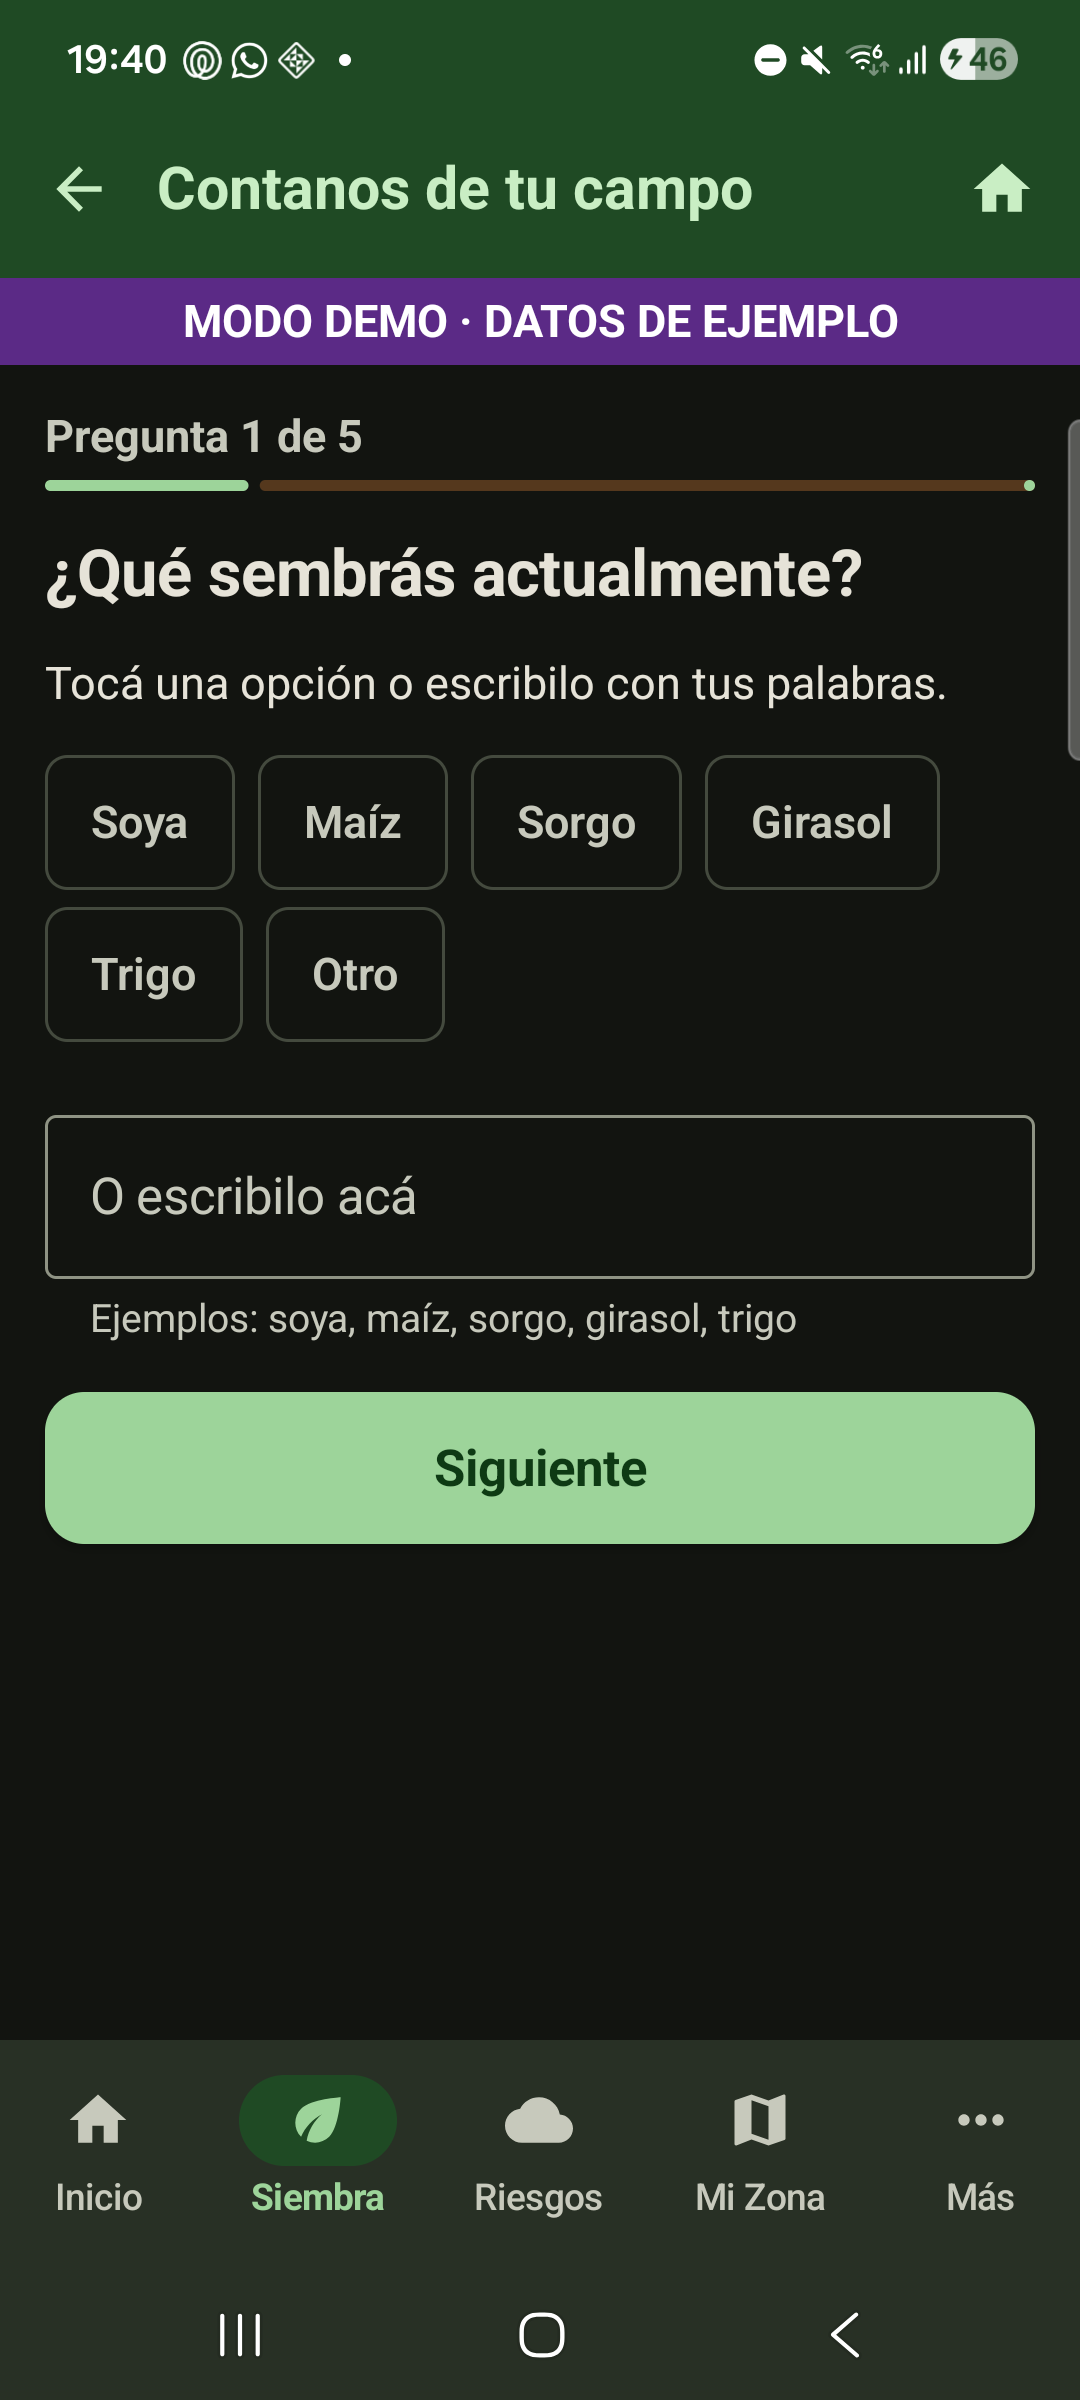 19:40
6
46
Contanos de tu campo
MODO DEMO · DATOS DE EJEMPLO
Pregunta 1 de 5
¿Qué sembrás actualmente?
Tocá una opción o escribilo con tus palabras.
Soya Maíz Sorgo Girasol
Trigo Otro
O escribilo acá
Ejemplos: soya, maíz, sorgo, girasol, trigo
Siguiente
Inicio Siembra Riesgos Mi Zona Más